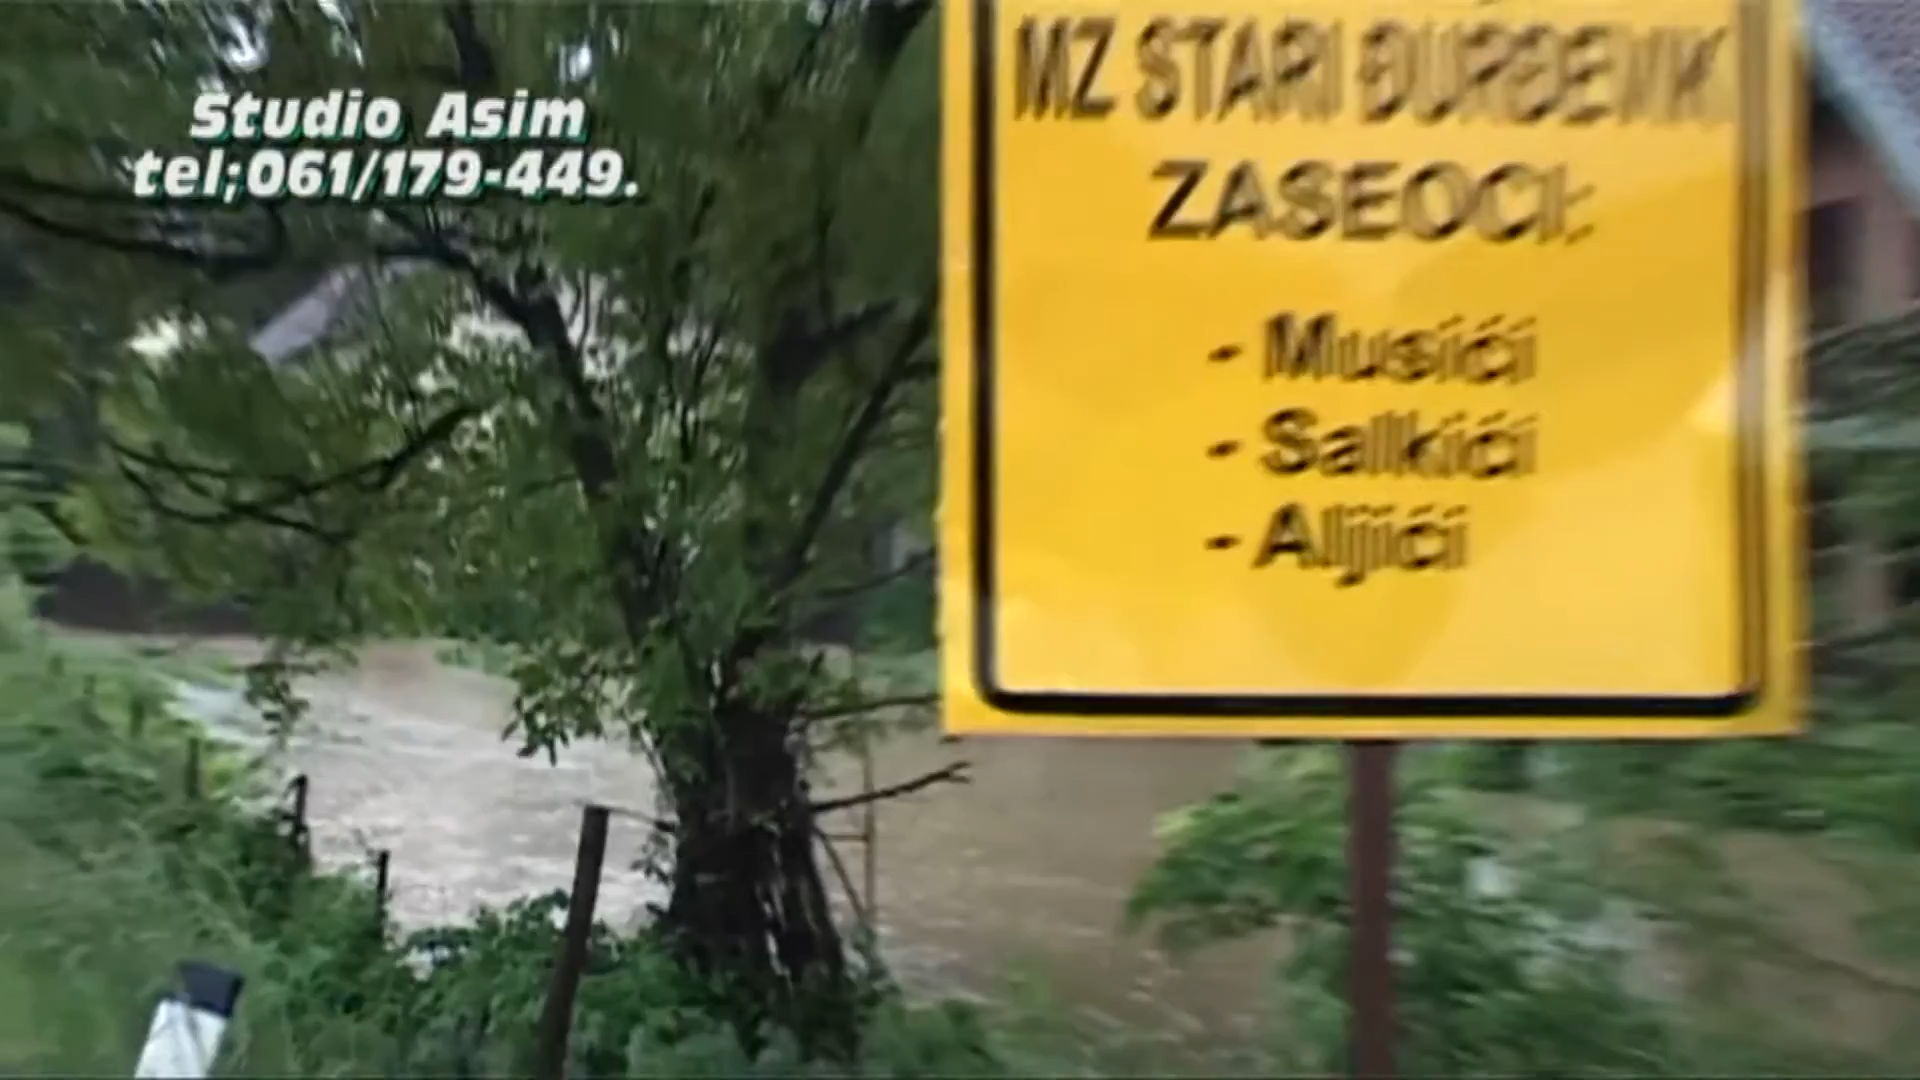 Studio Asim
tel;061/179-449.
MZ STARI ĐURĐEVIK
ZASEOCI:
- Musići
- Salkići
- Aljići